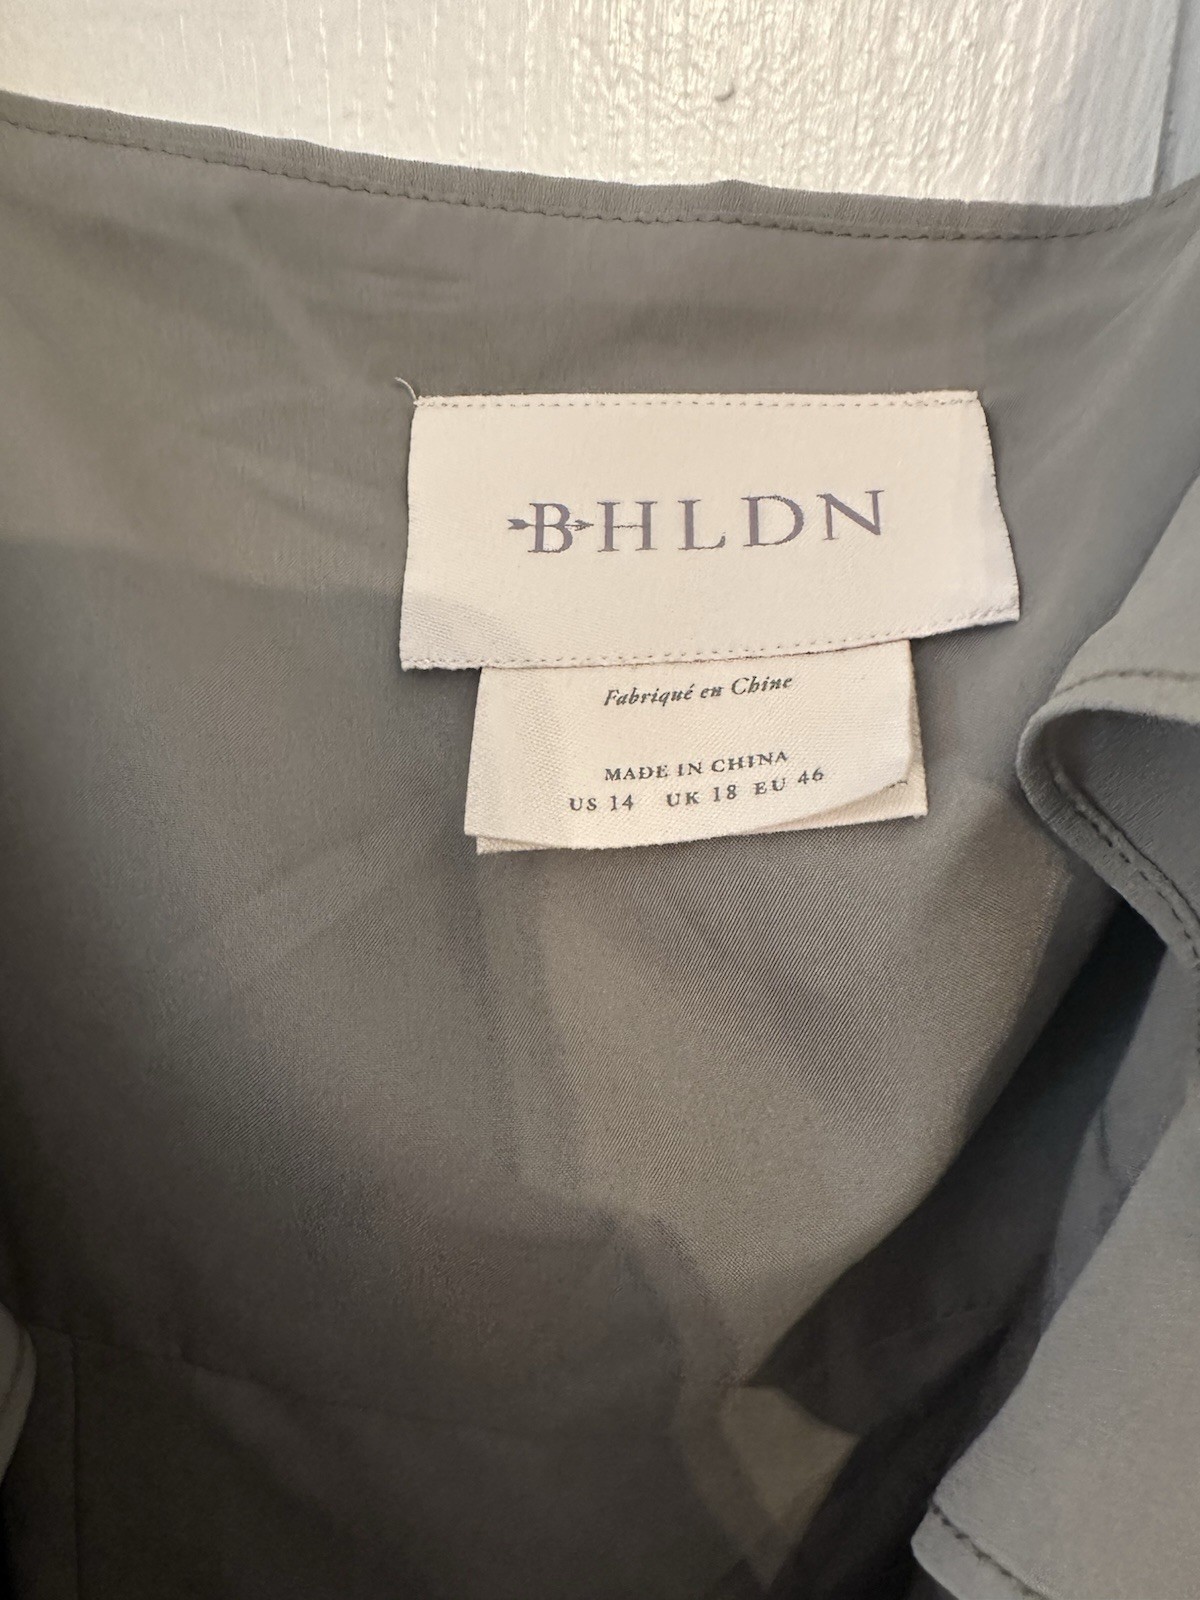 BHLDN
Fabriqué en Chine
MADE IN CHINA
US 14 UK 18 EU 46